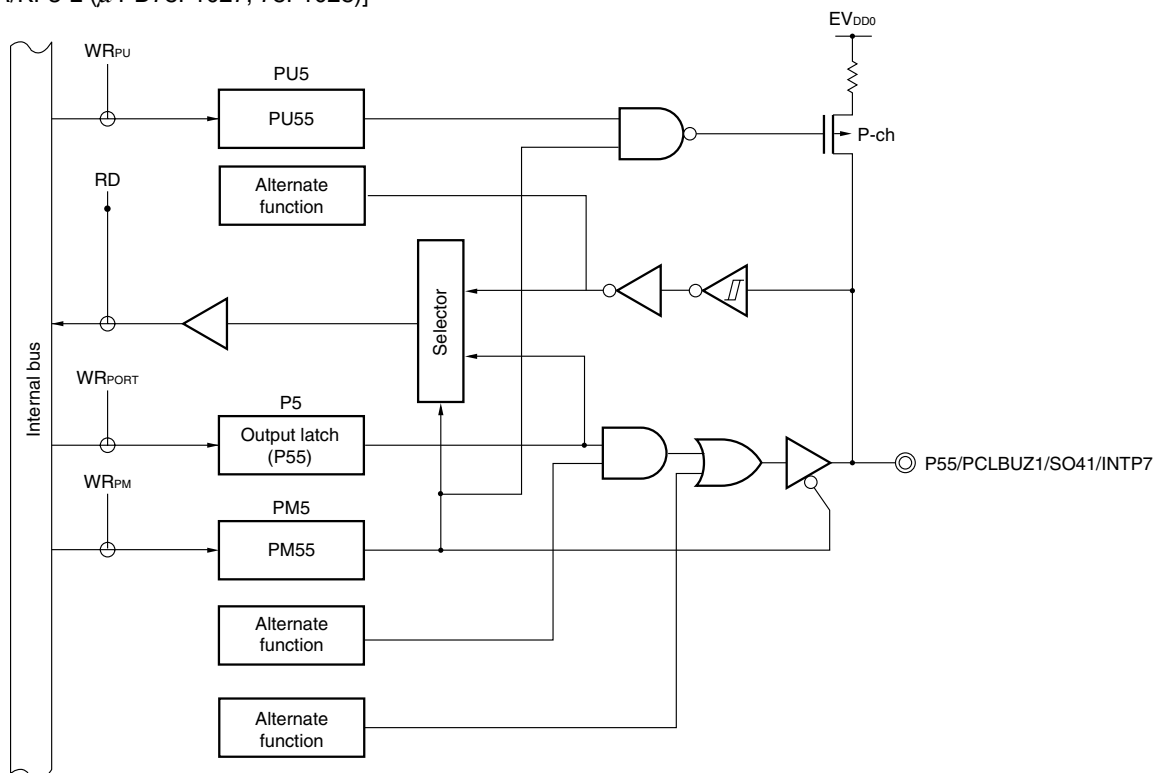 EVDD0
WRPU
PU5
PU55
P-ch
RD
Alternate
function
Selector
Internal bus
WRPORT
P5
Output latch
(P55)
P55/PCLBUZ1/SO41/INTP7
WRPM
PM5
PM55
Alternate
function
Alternate
function